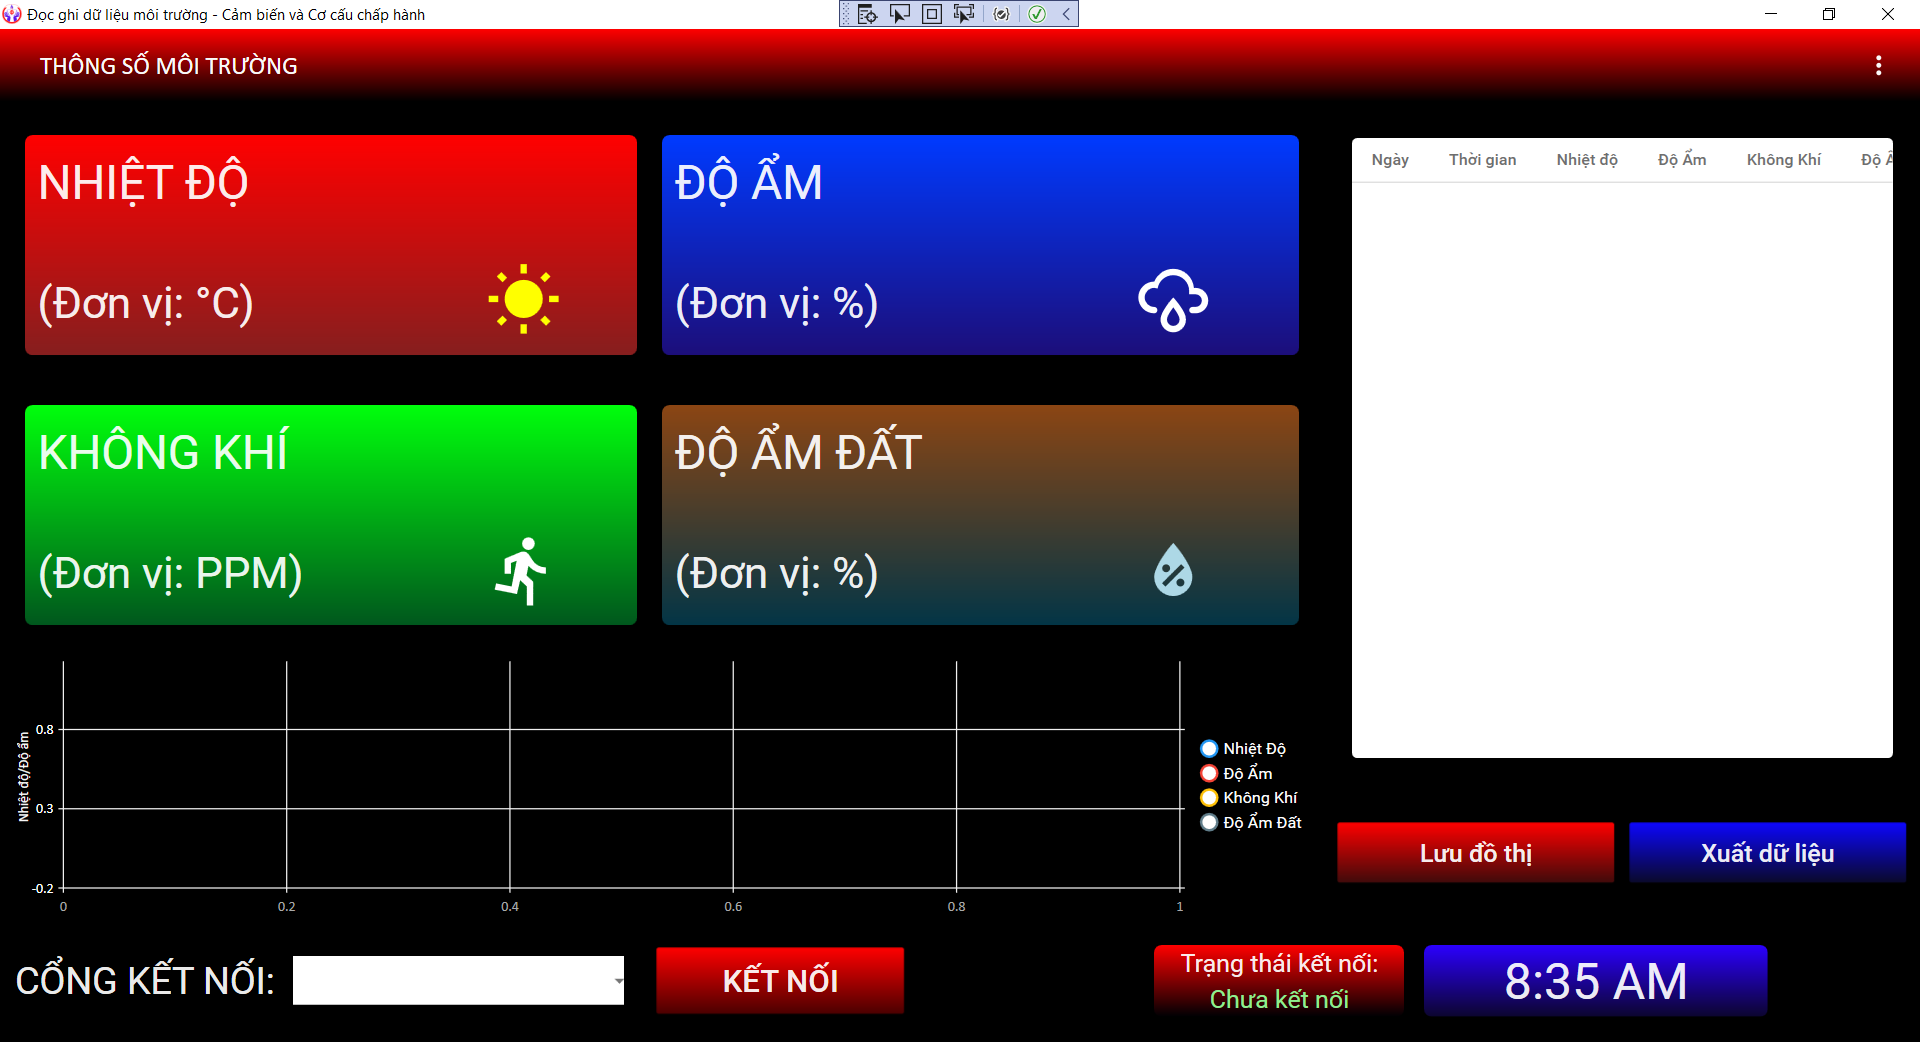 Đọc ghi dữ liệu môi trường - Cảm biến và Cơ cấu chấp hành
THÔNG SỐ MÔI TRƯỜNG
NHIỆT ĐỘ
(Đơn vị: °C)
ĐỘ ẨM
(Đơn vị: %)
KHÔNG KHÍ
(Đơn vị: PPM)
ĐỘ ẨM ĐẤT
(Đơn vị: %)
Ngày Thời gian Nhiệt độ Độ Ẩm Không Khí Độ Ẩ
Nhiệt độ/Độ ẩm
0.8
0.3
-0.2
0 0.2 0.4 0.6 0.8 1
Nhiệt Độ
Độ Ẩm
Không Khí
Độ Ẩm Đất
Lưu đồ thị
Xuất dữ liệu
CỔNG KẾT NỐI:
KẾT NỐI
Trạng thái kết nối:
Chưa kết nối
8:35 AM